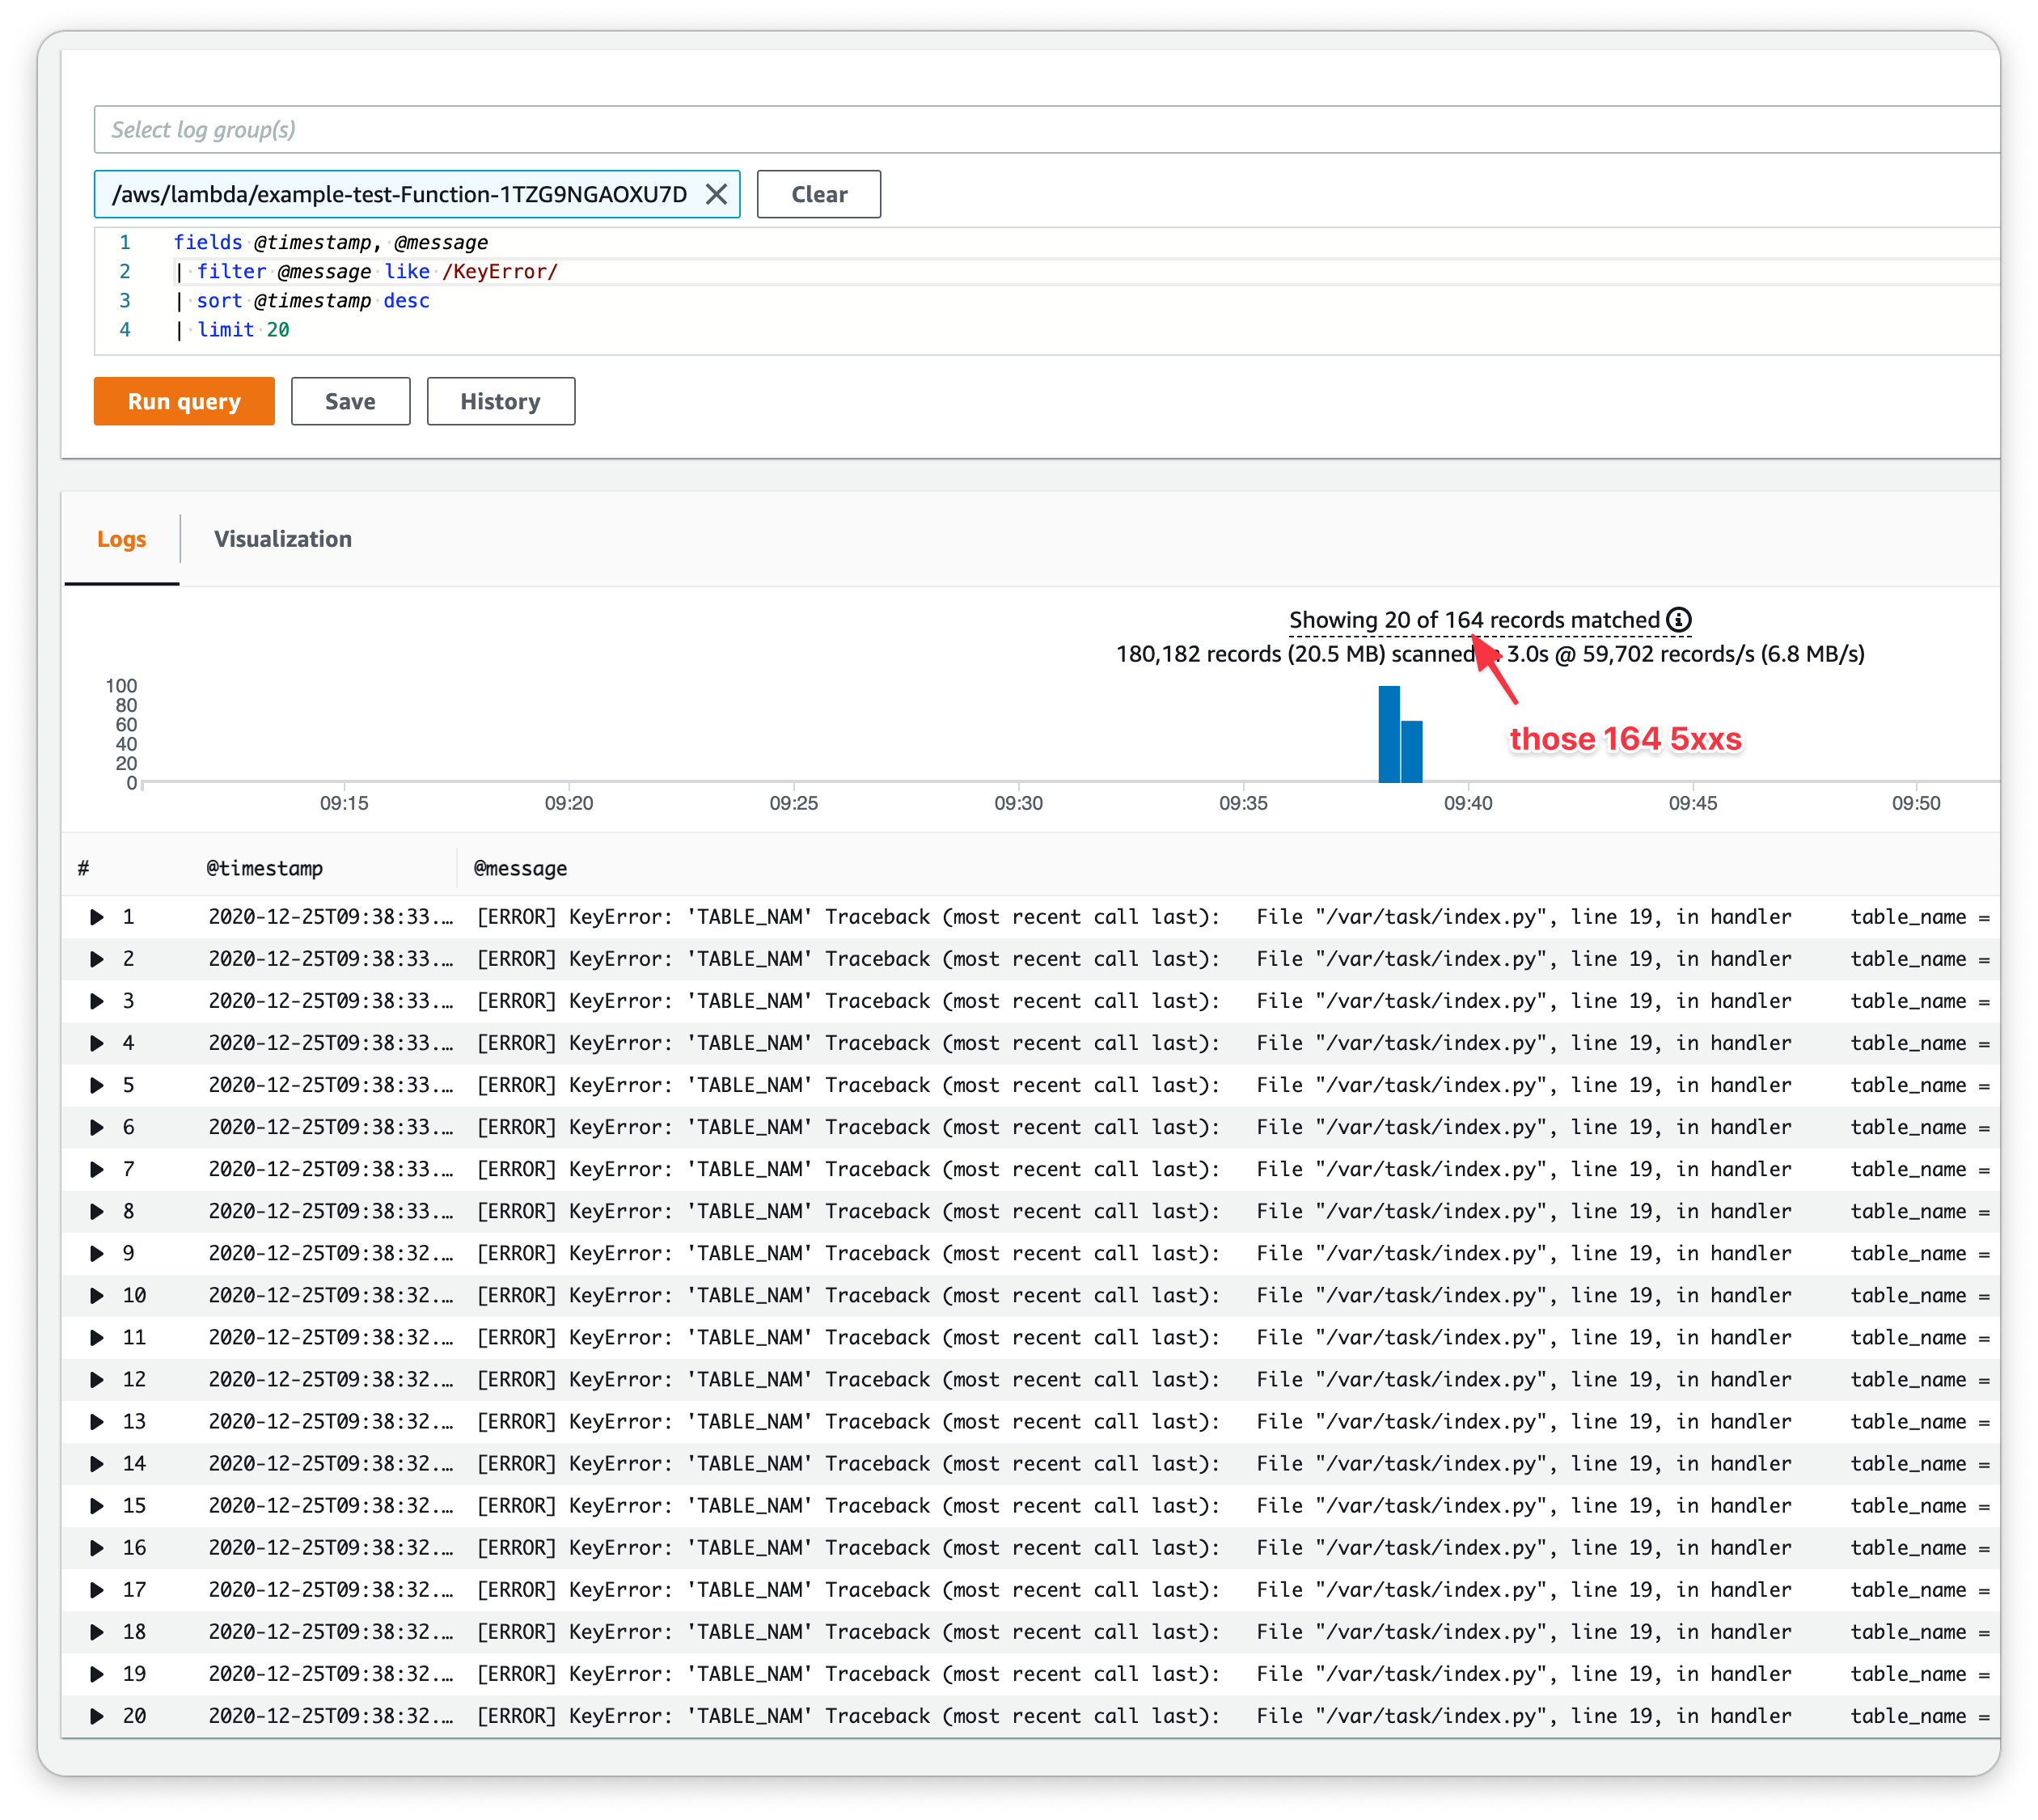 Select log group(s)
/aws/lambda/example-test-Function-1TZG9NGAOXU7D Clear
1 fields @timestamp, @message
2 | filter @message like /KeyError/
3 | sort @timestamp desc
4 | limit 20
Run query Save History
Logs Visualization
Showing 20 of 164 records matched
180,182 records (20.5 MB) scanned 3.0s @ 59,702 records/s (6.8 MB/s)
those 164 5xxs
100
80
60
40
20
0
09:15 09:20 09:25 09:30 09:35 09:40 09:45 09:50
# @timestamp @message
1 2020-12-25T09:38:33.… [ERROR] KeyError: 'TABLE_NAM' Traceback (most recent call last): File "/var/task/index.py", line 19, in handler table_name =
2 2020-12-25T09:38:33.… [ERROR] KeyError: 'TABLE_NAM' Traceback (most recent call last): File "/var/task/index.py", line 19, in handler table_name =
3 2020-12-25T09:38:33.… [ERROR] KeyError: 'TABLE_NAM' Traceback (most recent call last): File "/var/task/index.py", line 19, in handler table_name =
4 2020-12-25T09:38:33.… [ERROR] KeyError: 'TABLE_NAM' Traceback (most recent call last): File "/var/task/index.py", line 19, in handler table_name =
5 2020-12-25T09:38:33.… [ERROR] KeyError: 'TABLE_NAM' Traceback (most recent call last): File "/var/task/index.py", line 19, in handler table_name =
6 2020-12-25T09:38:33.… [ERROR] KeyError: 'TABLE_NAM' Traceback (most recent call last): File "/var/task/index.py", line 19, in handler table_name =
7 2020-12-25T09:38:33.… [ERROR] KeyError: 'TABLE_NAM' Traceback (most recent call last): File "/var/task/index.py", line 19, in handler table_name =
8 2020-12-25T09:38:33.… [ERROR] KeyError: 'TABLE_NAM' Traceback (most recent call last): File "/var/task/index.py", line 19, in handler table_name =
9 2020-12-25T09:38:32.… [ERROR] KeyError: 'TABLE_NAM' Traceback (most recent call last): File "/var/task/index.py", line 19, in handler table_name =
10 2020-12-25T09:38:32.… [ERROR] KeyError: 'TABLE_NAM' Traceback (most recent call last): File "/var/task/index.py", line 19, in handler table_name =
11 2020-12-25T09:38:32.… [ERROR] KeyError: 'TABLE_NAM' Traceback (most recent call last): File "/var/task/index.py", line 19, in handler table_name =
12 2020-12-25T09:38:32.… [ERROR] KeyError: 'TABLE_NAM' Traceback (most recent call last): File "/var/task/index.py", line 19, in handler table_name =
13 2020-12-25T09:38:32.… [ERROR] KeyError: 'TABLE_NAM' Traceback (most recent call last): File "/var/task/index.py", line 19, in handler table_name =
14 2020-12-25T09:38:32.… [ERROR] KeyError: 'TABLE_NAM' Traceback (most recent call last): File "/var/task/index.py", line 19, in handler table_name =
15 2020-12-25T09:38:32.… [ERROR] KeyError: 'TABLE_NAM' Traceback (most recent call last): File "/var/task/index.py", line 19, in handler table_name =
16 2020-12-25T09:38:32.… [ERROR] KeyError: 'TABLE_NAM' Traceback (most recent call last): File "/var/task/index.py", line 19, in handler table_name =
17 2020-12-25T09:38:32.… [ERROR] KeyError: 'TABLE_NAM' Traceback (most recent call last): File "/var/task/index.py", line 19, in handler table_name =
18 2020-12-25T09:38:32.… [ERROR] KeyError: 'TABLE_NAM' Traceback (most recent call last): File "/var/task/index.py", line 19, in handler table_name =
19 2020-12-25T09:38:32.… [ERROR] KeyError: 'TABLE_NAM' Traceback (most recent call last): File "/var/task/index.py", line 19, in handler table_name =
20 2020-12-25T09:38:32.… [ERROR] KeyError: 'TABLE_NAM' Traceback (most recent call last): File "/var/task/index.py", line 19, in handler table_name =